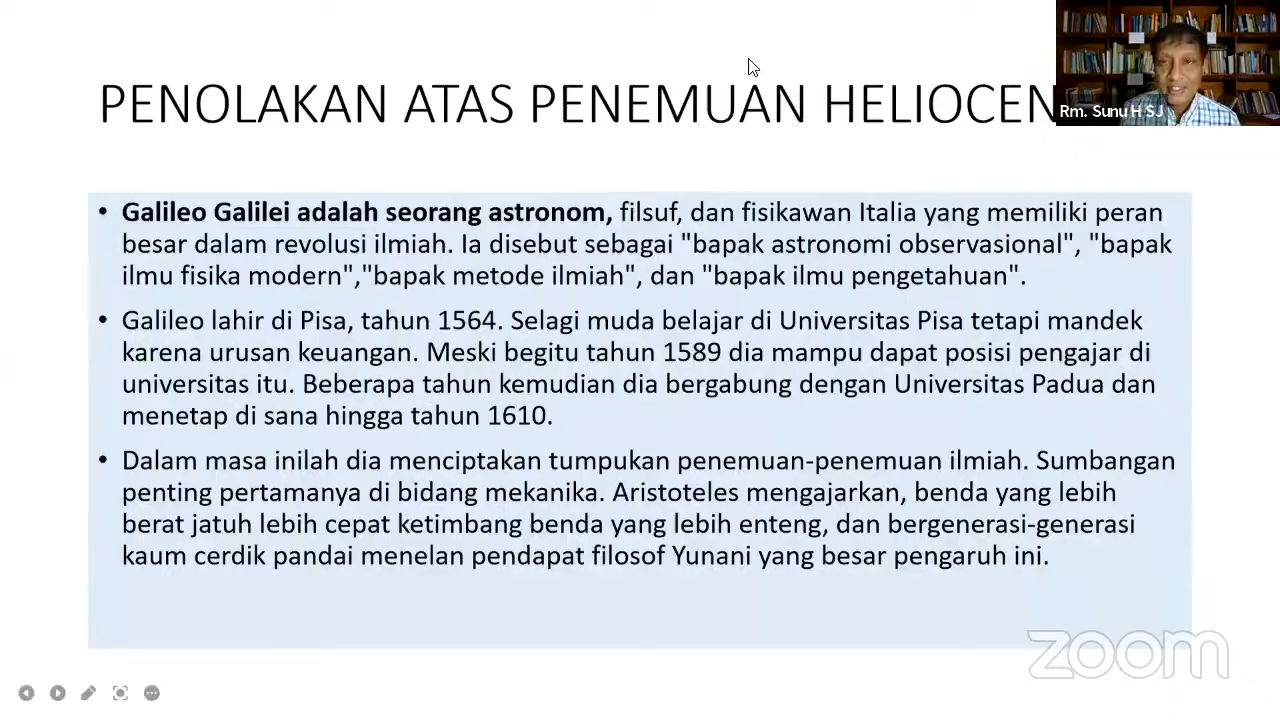 PENOLAKAN ATAS PENEMUAN HELIOCEN
Rm. Sunu H SJ
• Galileo Galilei adalah seorang astronom, filsuf, dan fisikawan Italia yang memiliki peran
besar dalam revolusi ilmiah. Ia disebut sebagai "bapak astronomi observasional", "bapak
ilmu fisika modern","bapak metode ilmiah", dan "bapak ilmu pengetahuan".
• Galileo lahir di Pisa, tahun 1564. Selagi muda belajar di Universitas Pisa tetapi mandek
karena urusan keuangan. Meski begitu tahun 1589 dia mampu dapat posisi pengajar di
universitas itu. Beberapa tahun kemudian dia bergabung dengan Universitas Padua dan
menetap di sana hingga tahun 1610.
• Dalam masa inilah dia menciptakan tumpukan penemuan-penemuan ilmiah. Sumbangan
penting pertamanya di bidang mekanika. Aristoteles mengajarkan, benda yang lebih
berat jatuh lebih cepat ketimbang benda yang lebih enteng, dan bergenerasi-generasi
kaum cerdik pandai menelan pendapat filosof Yunani yang besar pengaruh ini.
zoom